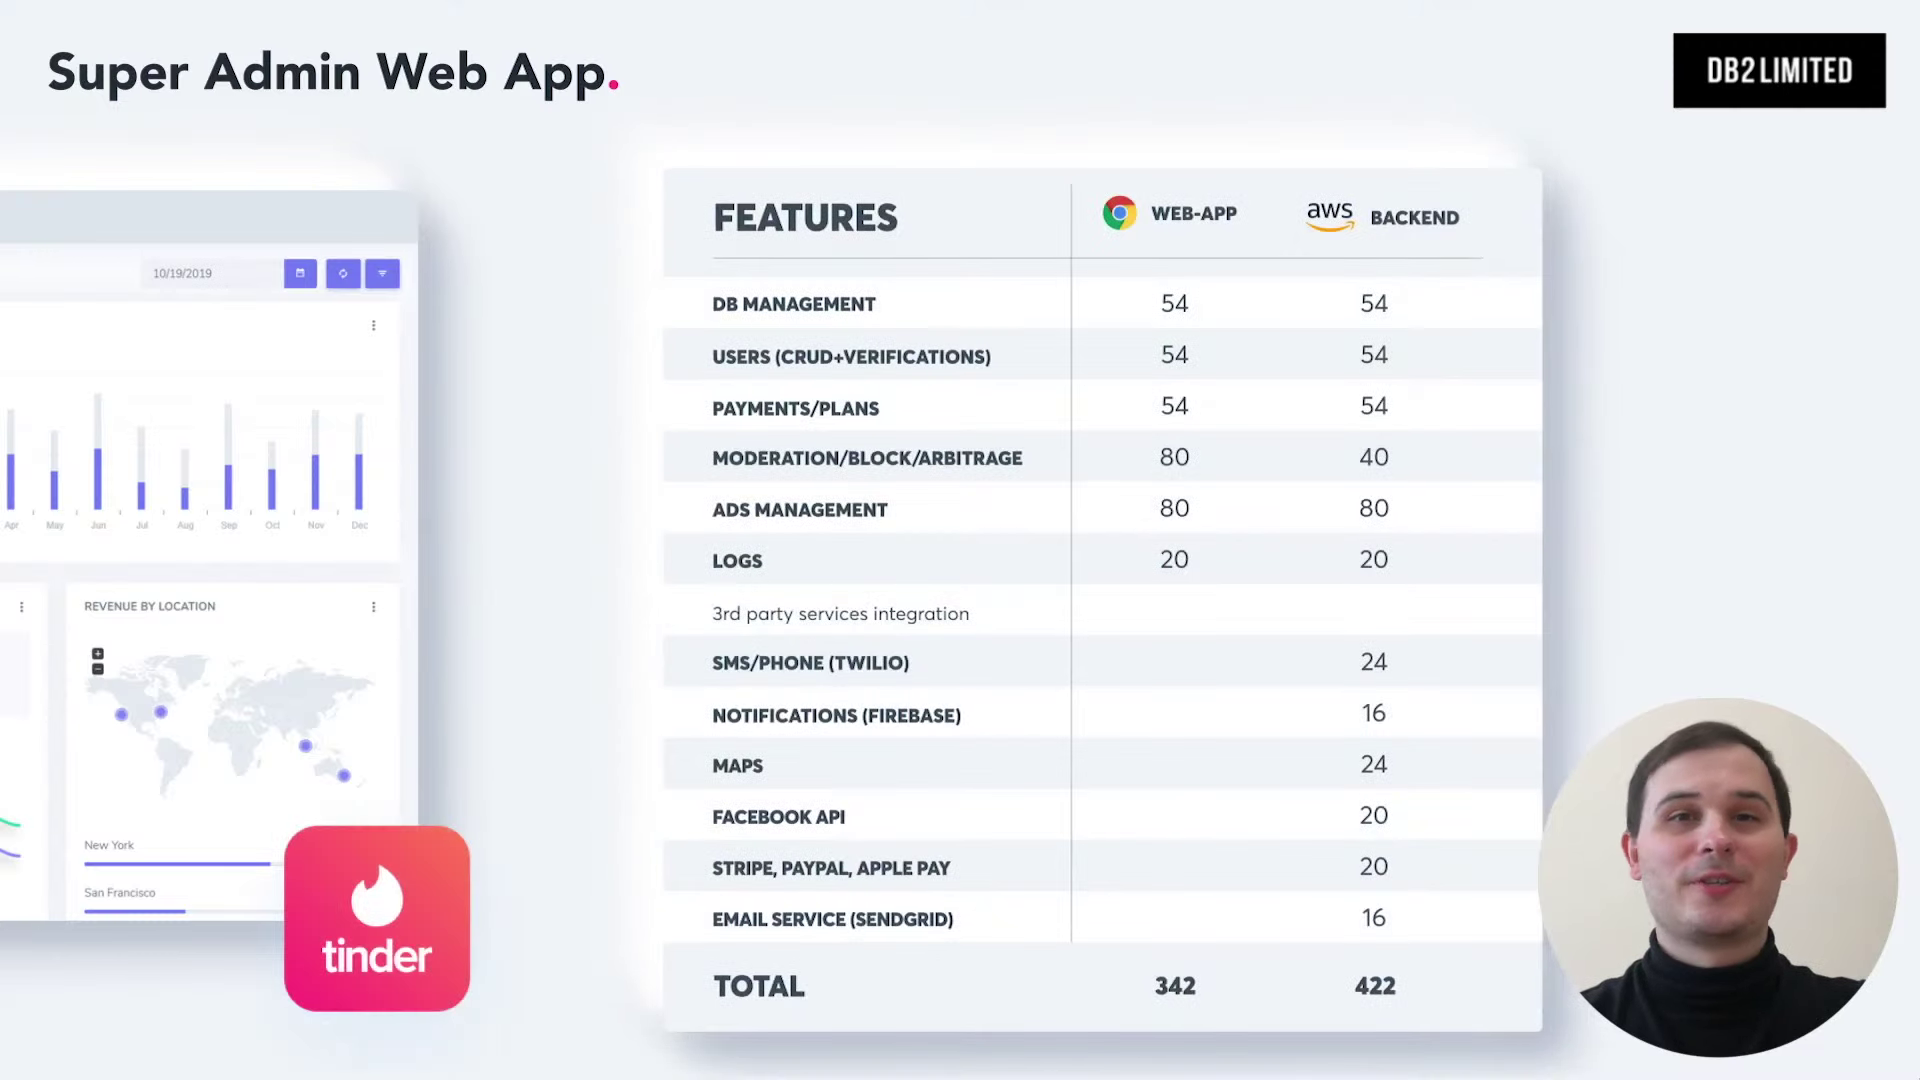 Super Admin Web App.
DB2 LIMITED
10/19/2019
Apr May Jun Jul Aug Sep Oct Nov Dec
REVENUE BY LOCATION
New York
San Francisco
tinder
FEATURES WEB-APP aws BACKEND
DB MANAGEMENT 54 54
USERS (CRUD+VERIFICATIONS) 54 54
PAYMENTS/PLANS 54 54
MODERATION/BLOCK/ARBITRAGE 80 40
ADS MANAGEMENT 80 80
LOGS 20 20
3rd party services integration
SMS/PHONE (TWILIO) 24
NOTIFICATIONS (FIREBASE) 16
MAPS 24
FACEBOOK API 20
STRIPE, PAYPAL, APPLE PAY 20
EMAIL SERVICE (SENDGRID) 16
TOTAL 342 422